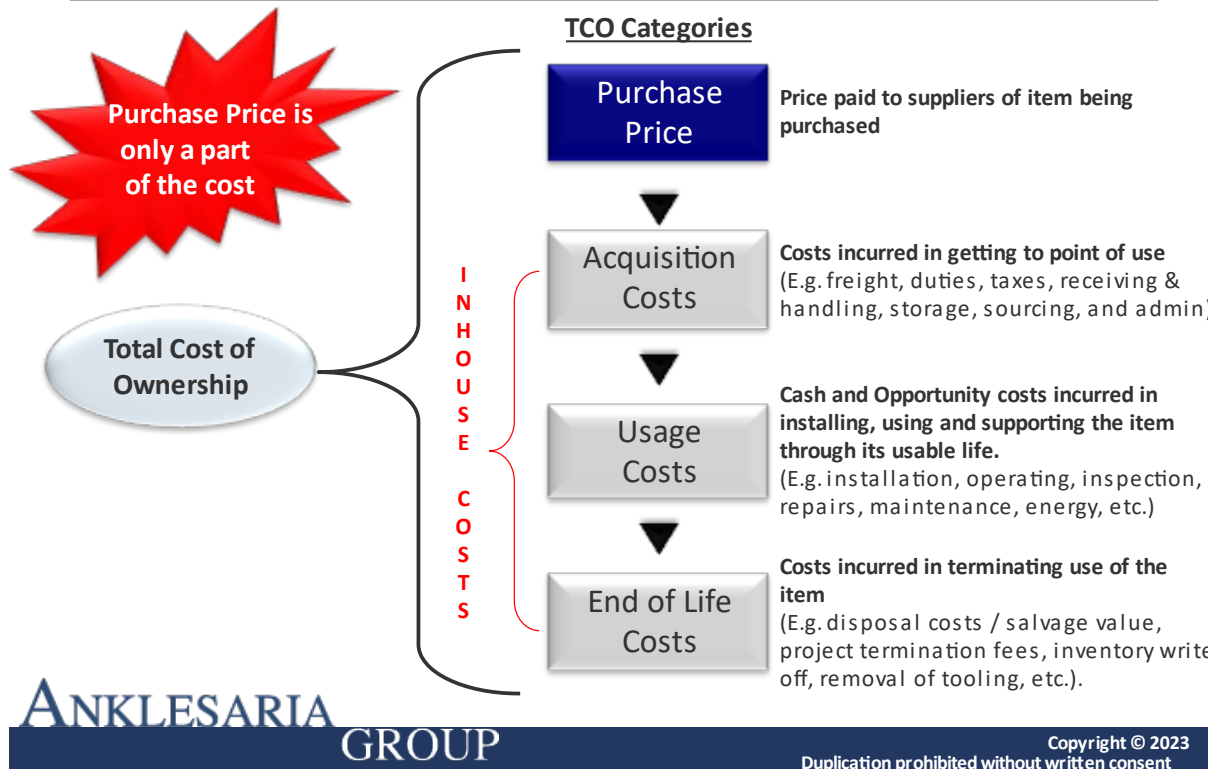 TCO Categories
Purchase Price is
only a part
of the cost
Purchase
Price
Price paid to suppliers of item being
purchased
Acquisition
Costs
Costs incurred in getting to point of use
(E.g. freight, duties, taxes, receiving &
handling, storage, sourcing, and admin)
INHOUSE COSTS
Total Cost of
Ownership
Usage
Costs
Cash and Opportunity costs incurred in
installing, using and supporting the item
through its usable life.
(E.g. installation, operating, inspection,
repairs, maintenance, energy, etc.)
End of Life
Costs
Costs incurred in terminating use of the
item
(E.g. disposal costs / salvage value,
project termination fees, inventory write
off, removal of tooling, etc.).
ANKLESARIA
GROUP
Copyright © 2023
Duplication prohibited without written consent